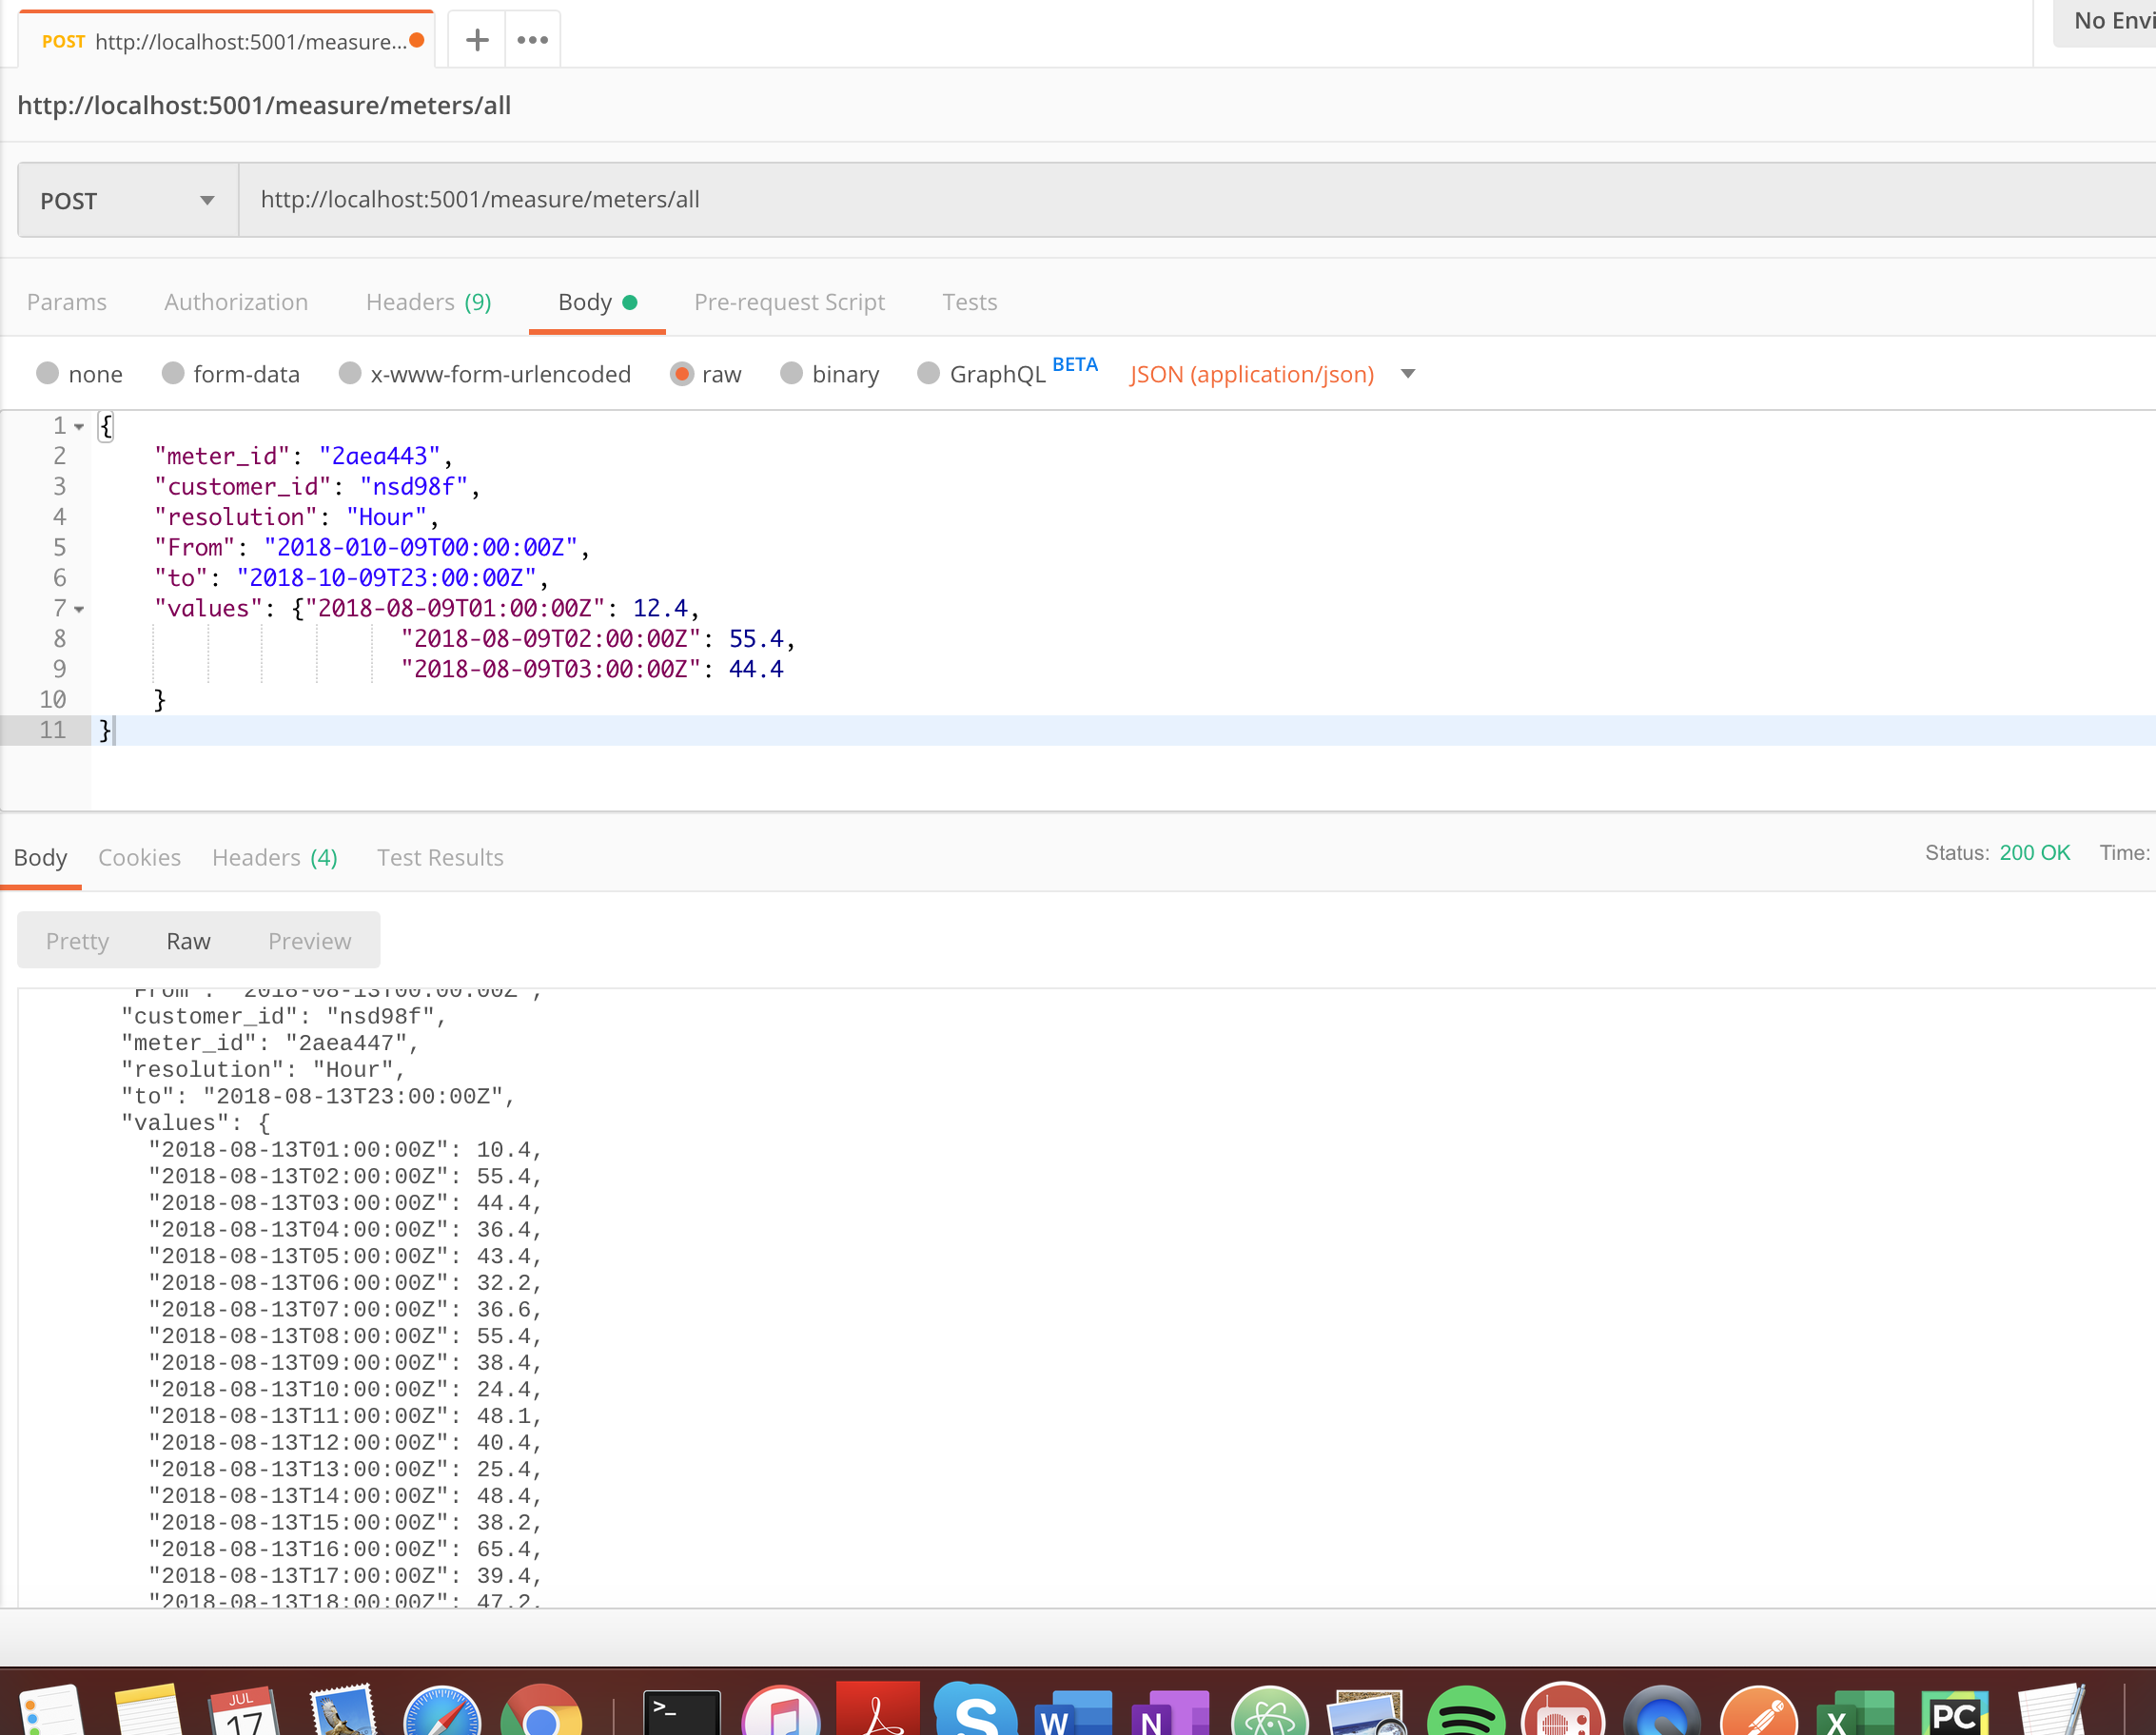 POST http://localhost:5001/measure...
No Envi
http://localhost:5001/measure/meters/all
POST http://localhost:5001/measure/meters/all
Params Authorization Headers (9) Body Pre-request Script Tests
none form-data x-www-form-urlencoded raw binary GraphQL BETA JSON (application/json)
1 {
2 "meter_id": "2aea443",
3 "customer_id": "nsd98f",
4 "resolution": "Hour",
5 "From": "2018-010-09T00:00:00Z",
6 "to": "2018-10-09T23:00:00Z",
7 "values": {"2018-08-09T01:00:00Z": 12.4,
8 "2018-08-09T02:00:00Z": 55.4,
9 "2018-08-09T03:00:00Z": 44.4
10 }
11 }
Body Cookies Headers (4) Test Results Status: 200 OK Time:
Pretty Raw Preview
"From": "2018-08-13T00:00:00Z",
"customer_id": "nsd98f",
"meter_id": "2aea447",
"resolution": "Hour",
"to": "2018-08-13T23:00:00Z",
"values": {
"2018-08-13T01:00:00Z": 10.4,
"2018-08-13T02:00:00Z": 55.4,
"2018-08-13T03:00:00Z": 44.4,
"2018-08-13T04:00:00Z": 36.4,
"2018-08-13T05:00:00Z": 43.4,
"2018-08-13T06:00:00Z": 32.2,
"2018-08-13T07:00:00Z": 36.6,
"2018-08-13T08:00:00Z": 55.4,
"2018-08-13T09:00:00Z": 38.4,
"2018-08-13T10:00:00Z": 24.4,
"2018-08-13T11:00:00Z": 48.1,
"2018-08-13T12:00:00Z": 40.4,
"2018-08-13T13:00:00Z": 25.4,
"2018-08-13T14:00:00Z": 48.4,
"2018-08-13T15:00:00Z": 38.2,
"2018-08-13T16:00:00Z": 65.4,
"2018-08-13T17:00:00Z": 39.4,
"2018-08-13T18:00:00Z": 47.2,
JUL
17
>_
S
W
N
X
PC